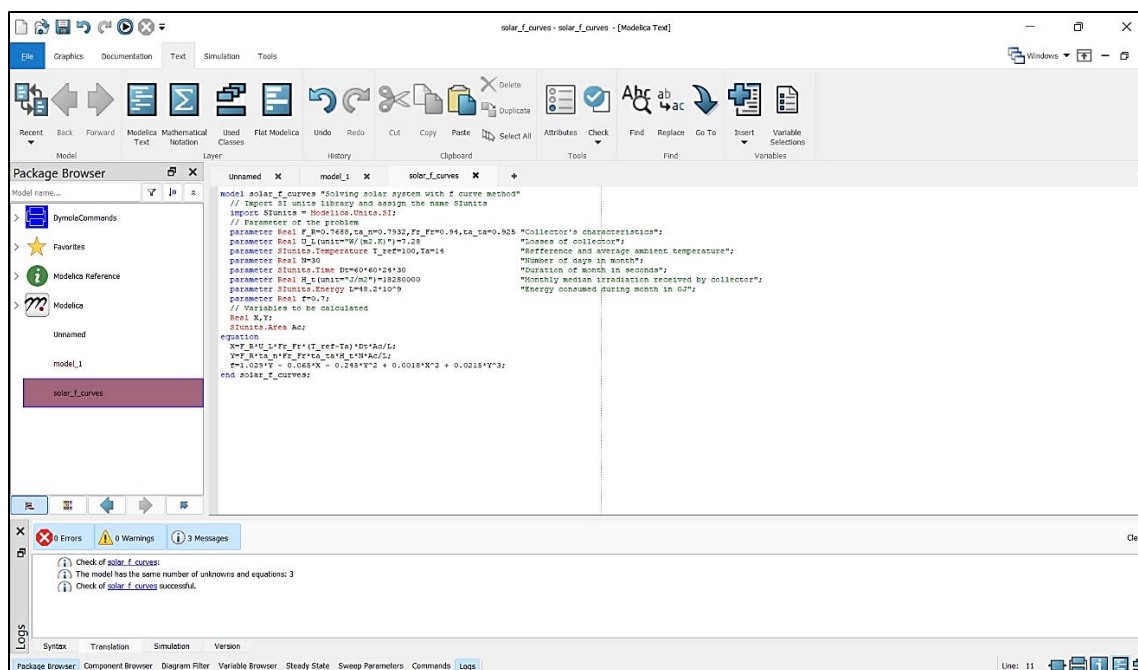 solar_f_curves - solar_f_curves - [Modelica Text]
File Graphics Documentation Text Simulation Tools Windows
Delete
Duplicate
Select All
Recent Back Forward Modelica Text Mathematical Notation Used Classes Flat Modelica Undo Redo Cut Copy Paste Attributes Check Find Replace Go To Insert Variable Selections
Model Layer History Clipboard Tools Find Variables
Package Browser
Unnamed model_1 solar_f_curves
Model name...
DymolaCommands
Favorites
Modelica Reference
Modelica
Unnamed
model_1
solar_f_curves
model solar_f_curves "Solving solar system with f curve method"
// Import SI units library and assign the name SIunits
import SIunits = Modelica.Units.SI;
// Parameter of the problem
parameter Real F_R=0.7688,ta_n=0.7932,Fr_Fr=0.94,ta_ta=0.925 "Collector's characteristics";
parameter Real U_L(unit="W/(m2.K)")=7.28 "Losses of collector";
parameter SIunits.Temperature T_ref=100,Ta=14 "Refference and average ambient temperature";
parameter Real N=30 "Number of days in month";
parameter SIunits.Time Dt=60*60*24*30 "Duration of month in seconds";
parameter Real H_t(unit="J/m2")=18280000 "Monthly median irradiation received by collector";
parameter SIunits.Energy L=48.2*10^9 "Energy consumed during month in GJ";
parameter Real f=0.7;
// Variables to be calculated
Real X,Y;
SIunits.Area Ac;
equation
X=F_R*U_L*Fr_Fr*(T_ref-Ta)*Dt*Ac/L;
Y=F_R*ta_n*Fr_Fr*ta_ta*H_t*N*Ac/L;
f=1.029*Y - 0.065*X - 0.245*Y^2 + 0.0018*X^2 + 0.0215*Y^3;
end solar_f_curves;
0 Errors 0 Warnings 3 Messages
Cle
Check of solar_f_curves:
The model has the same number of unknowns and equations: 3
Check of solar_f_curves successful.
Logs
Syntax Translation Simulation Version
Package Browser Component Browser Diagram Filter Variable Browser Steady State Sweep Parameters Commands Logs Line: 11